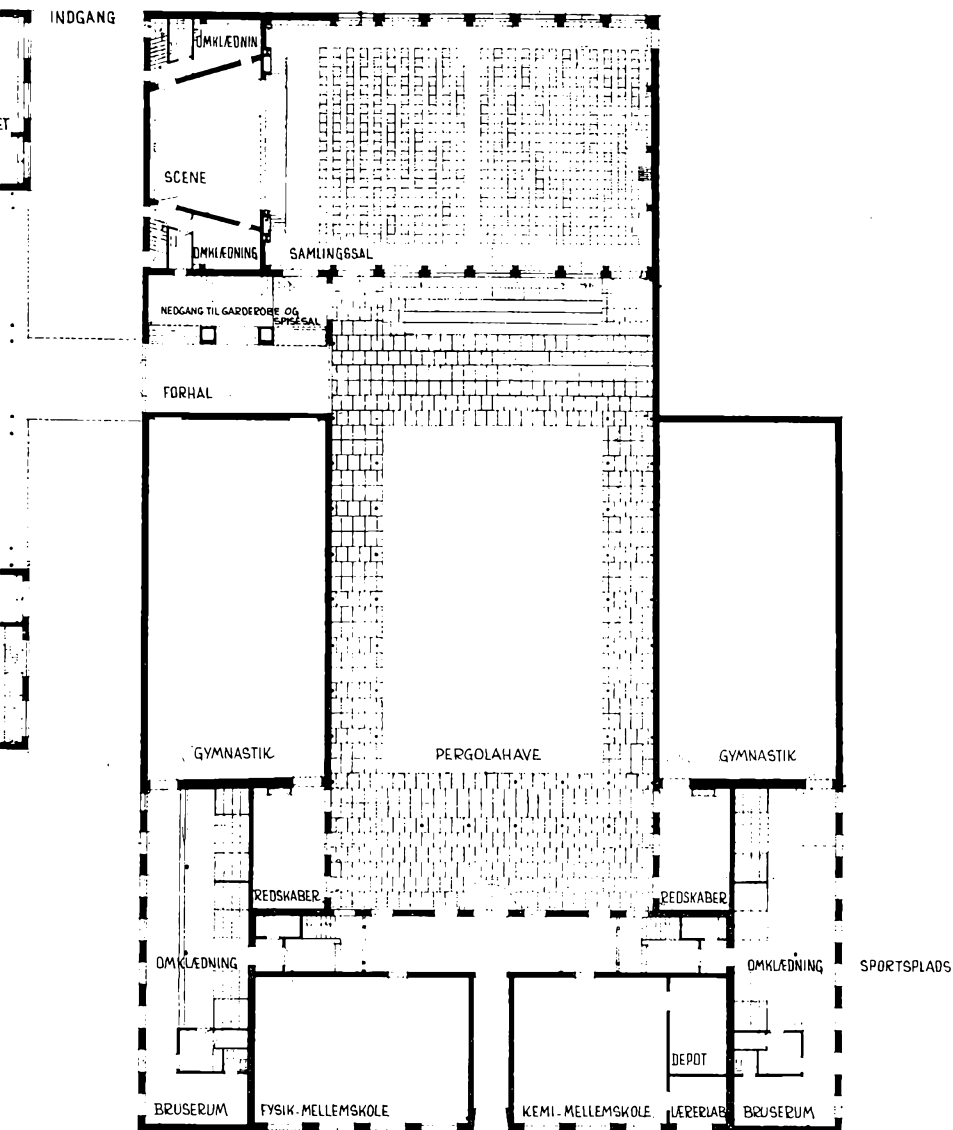 INDGANG
OMKLÆDNIN
ET
SCENE
OMKLÆDNING
SAMLINGSSAL
NEDGANG TIL GARDEROBE OG
SPISESAL
FORHAL
GYMNASTIK
PERGOLAHAVE
GYMNASTIK
REDSKABER
REDSKABER
OMKLÆDNING
OMKLÆDNING
SPORTSPLADS
DEPOT
BRUSERUM
FYSIK-MELLEMSKOLE
KEMI-MELLEMSKOLE
LÆRERLAB
BRUSERUM